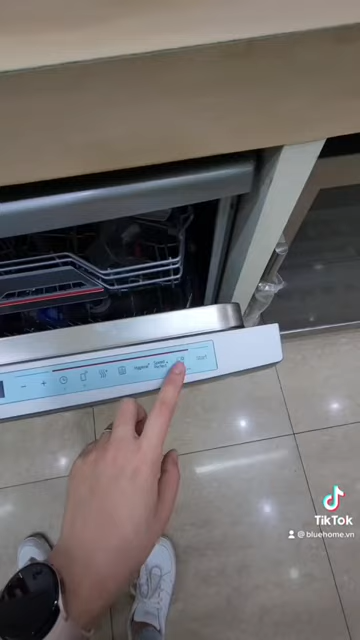 − +
Hygiene⁺
Speed
Perfect⁺
Start
TikTok
@bluehome.vn